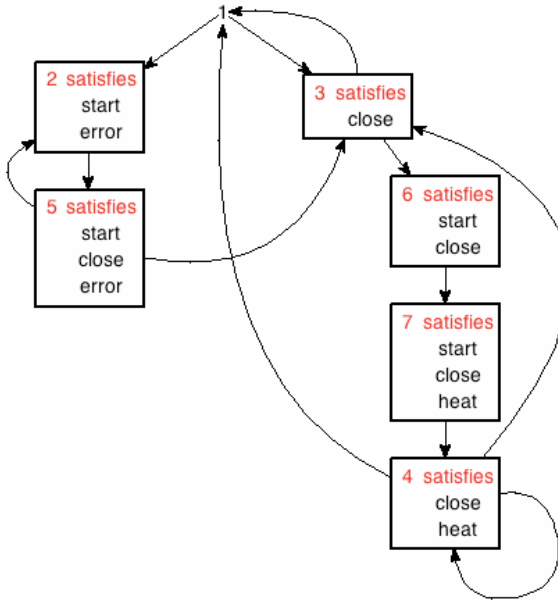 1
2 satisfies
start
error
3 satisfies
close
5 satisfies
start
close
error
6 satisfies
start
close
7 satisfies
start
close
heat
4 satisfies
close
heat